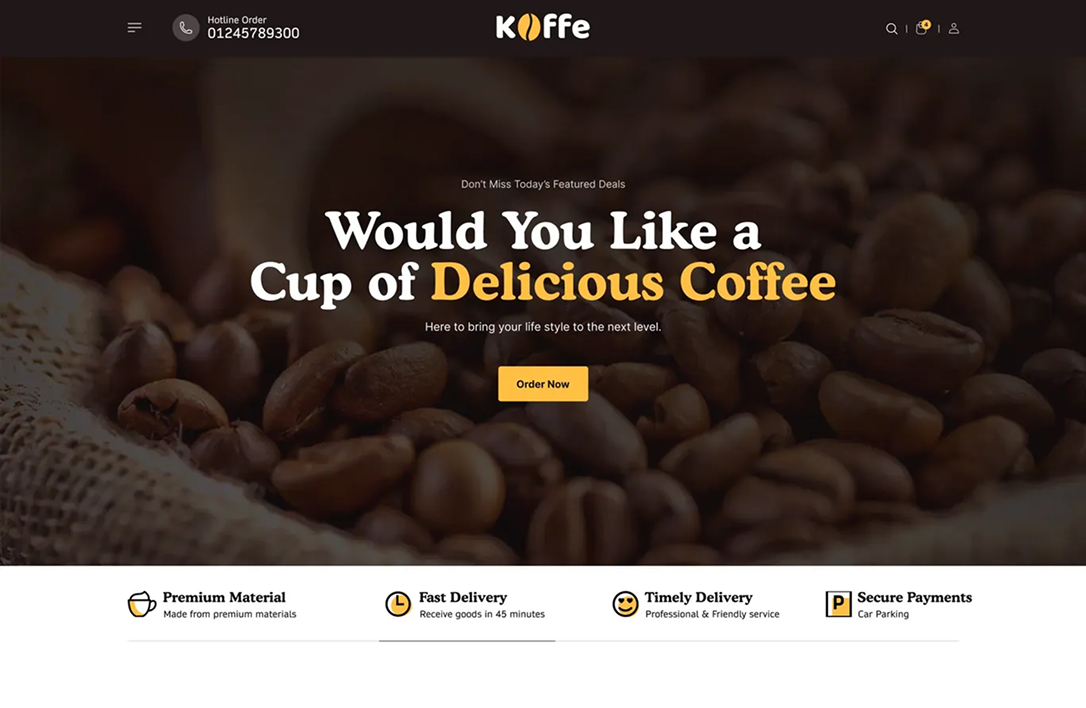 Hotline Order
01245789300
Koffe
4
Don't Miss Today's Featured Deals
Would You Like a
Cup of Delicious Coffee
Here to bring your life style to the next level.
Order Now
Premium Material
Made from premium materials
Fast Delivery
Receive goods in 45 minutes
Timely Delivery
Professional & Friendly service
P
Secure Payments
Car Parking